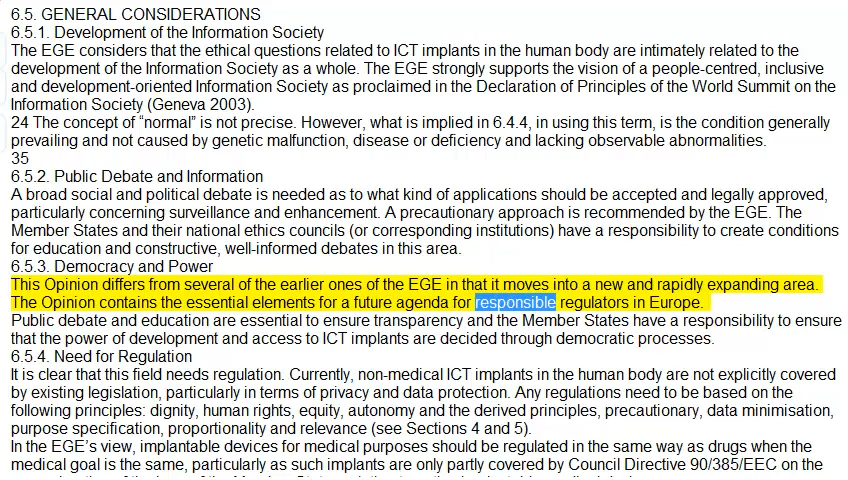 6.5. GENERAL CONSIDERATIONS
6.5.1. Development of the Information Society
The EGE considers that the ethical questions related to ICT implants in the human body are intimately related to the
development of the Information Society as a whole. The EGE strongly supports the vision of a people-centred, inclusive
and development-oriented Information Society as proclaimed in the Declaration of Principles of the World Summit on the
Information Society (Geneva 2003).
24 The concept of “normal” is not precise. However, what is implied in 6.4.4, in using this term, is the condition generally
prevailing and not caused by genetic malfunction, disease or deficiency and lacking observable abnormalities.
35
6.5.2. Public Debate and Information
A broad social and political debate is needed as to what kind of applications should be accepted and legally approved,
particularly concerning surveillance and enhancement. A precautionary approach is recommended by the EGE. The
Member States and their national ethics councils (or corresponding institutions) have a responsibility to create conditions
for education and constructive, well-informed debates in this area.
6.5.3. Democracy and Power
This Opinion differs from several of the earlier ones of the EGE in that it moves into a new and rapidly expanding area.
The Opinion contains the essential elements for a future agenda for responsible regulators in Europe.
Public debate and education are essential to ensure transparency and the Member States have a responsibility to ensure
that the power of development and access to ICT implants are decided through democratic processes.
6.5.4. Need for Regulation
It is clear that this field needs regulation. Currently, non-medical ICT implants in the human body are not explicitly covered
by existing legislation, particularly in terms of privacy and data protection. Any regulations need to be based on the
following principles: dignity, human rights, equity, autonomy and the derived principles, precautionary, data minimisation,
purpose specification, proportionality and relevance (see Sections 4 and 5).
In the EGE’s view, implantable devices for medical purposes should be regulated in the same way as drugs when the
medical goal is the same, particularly as such implants are only partly covered by Council Directive 90/385/EEC on the